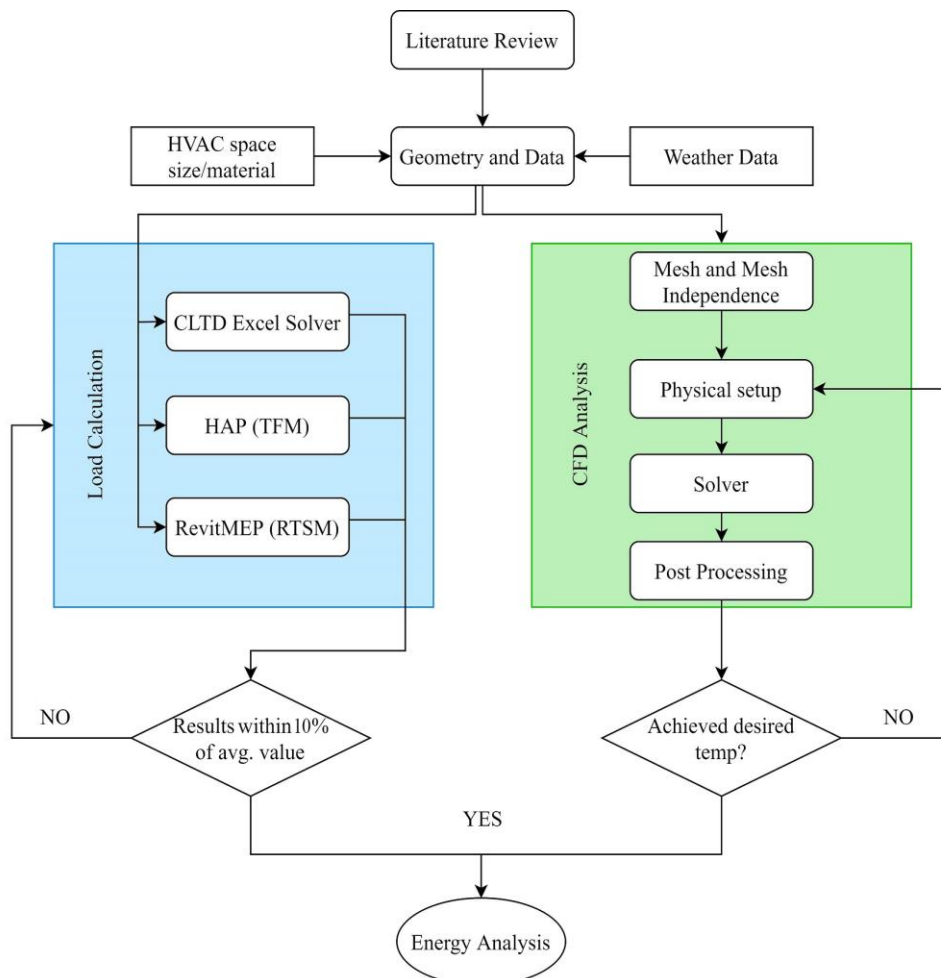 Literature Review
HVAC space
size/material
Geometry and Data
Weather Data
Load Calculation
CLTD Excel Solver
HAP (TFM)
RevitMEP (RTSM)
CFD Analysis
Mesh and Mesh
Independence
Physical setup
Solver
Post Processing
NO
Results within 10%
of avg. value
Achieved desired
temp?
NO
YES
Energy Analysis